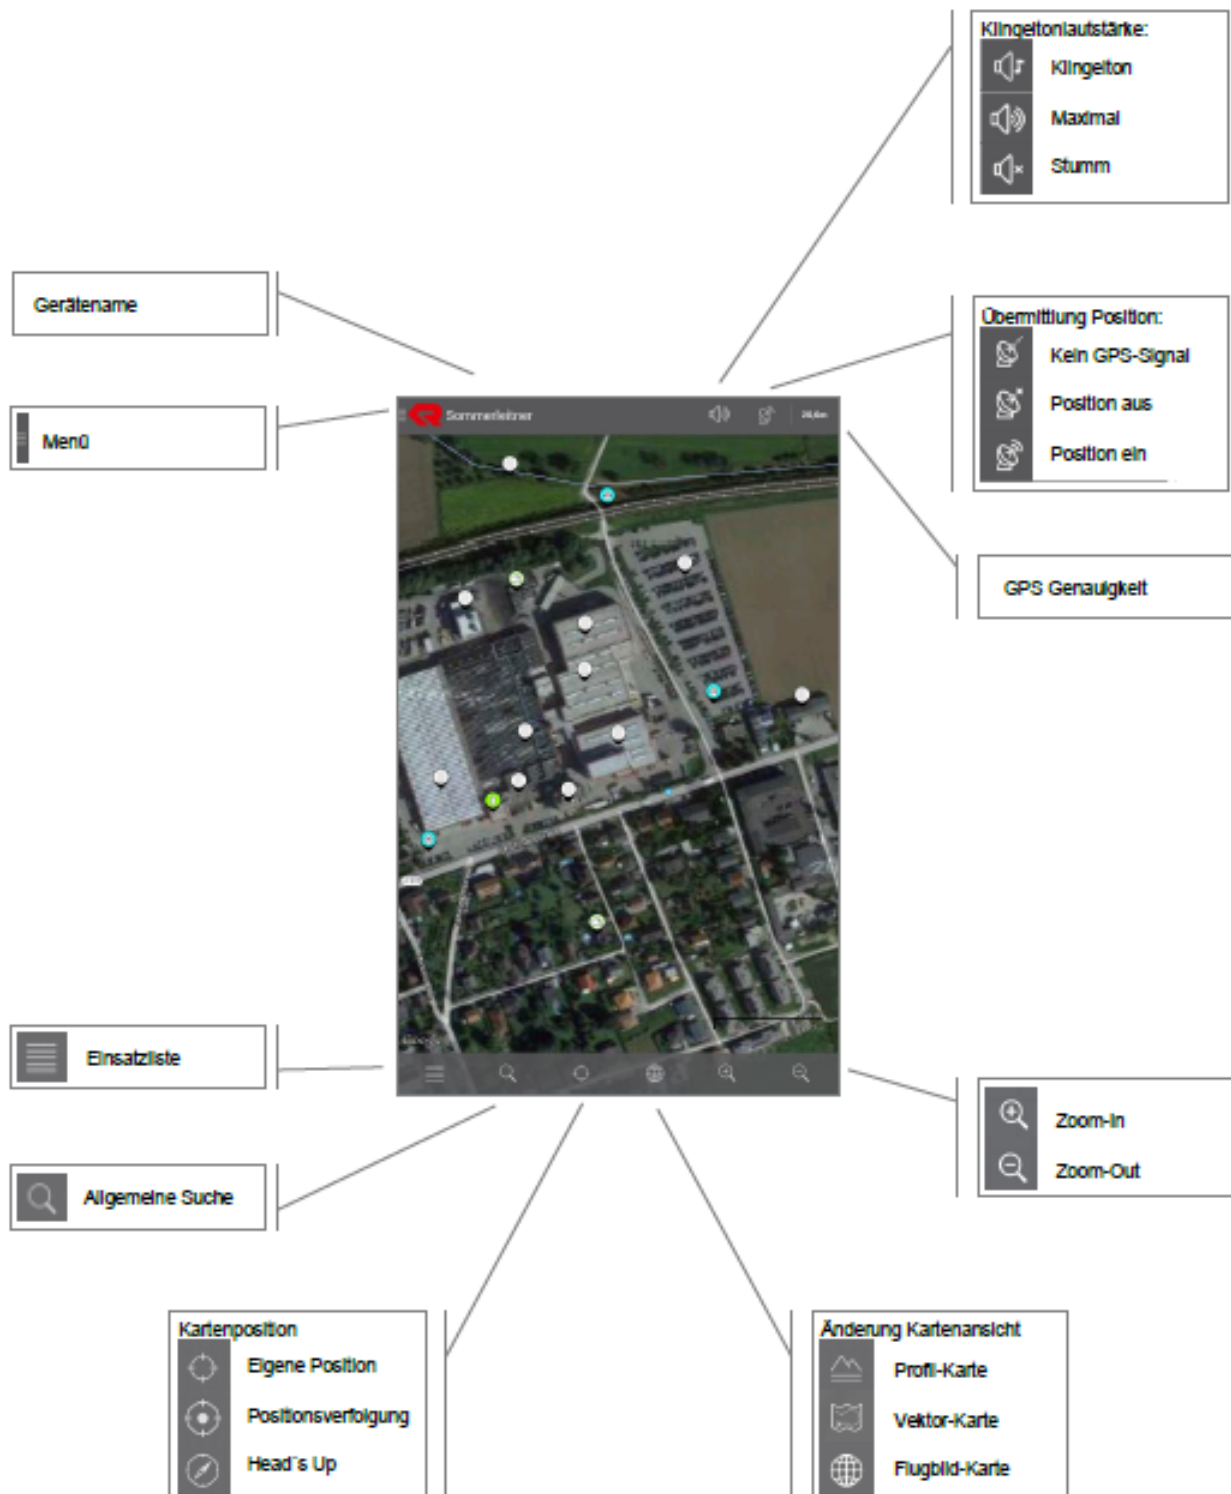 Klingeltonlautstärke:
Klingelton
Maximal
Stumm
Gerätename
Übermittlung Position:
Kein GPS-Signal
Position aus
Position ein
Menü
Sommerleitner
GPS Genauigkeit
Einsatzliste
Zoom-In
Zoom-Out
Allgemeine Suche
Kartenposition
Eigene Position
Positionsverfolgung
Head´s Up
Änderung Kartenansicht
Profil-Karte
Vektor-Karte
Flugbild-Karte